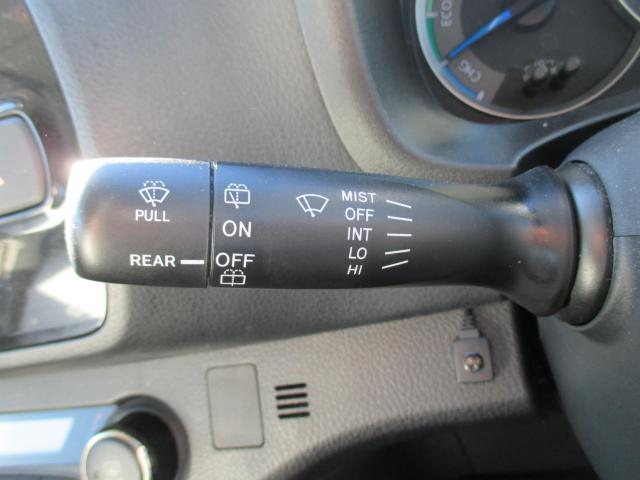 ECO
CHG
PULL
REAR
ON
OFF
MIST
OFF
INT
LO
HI